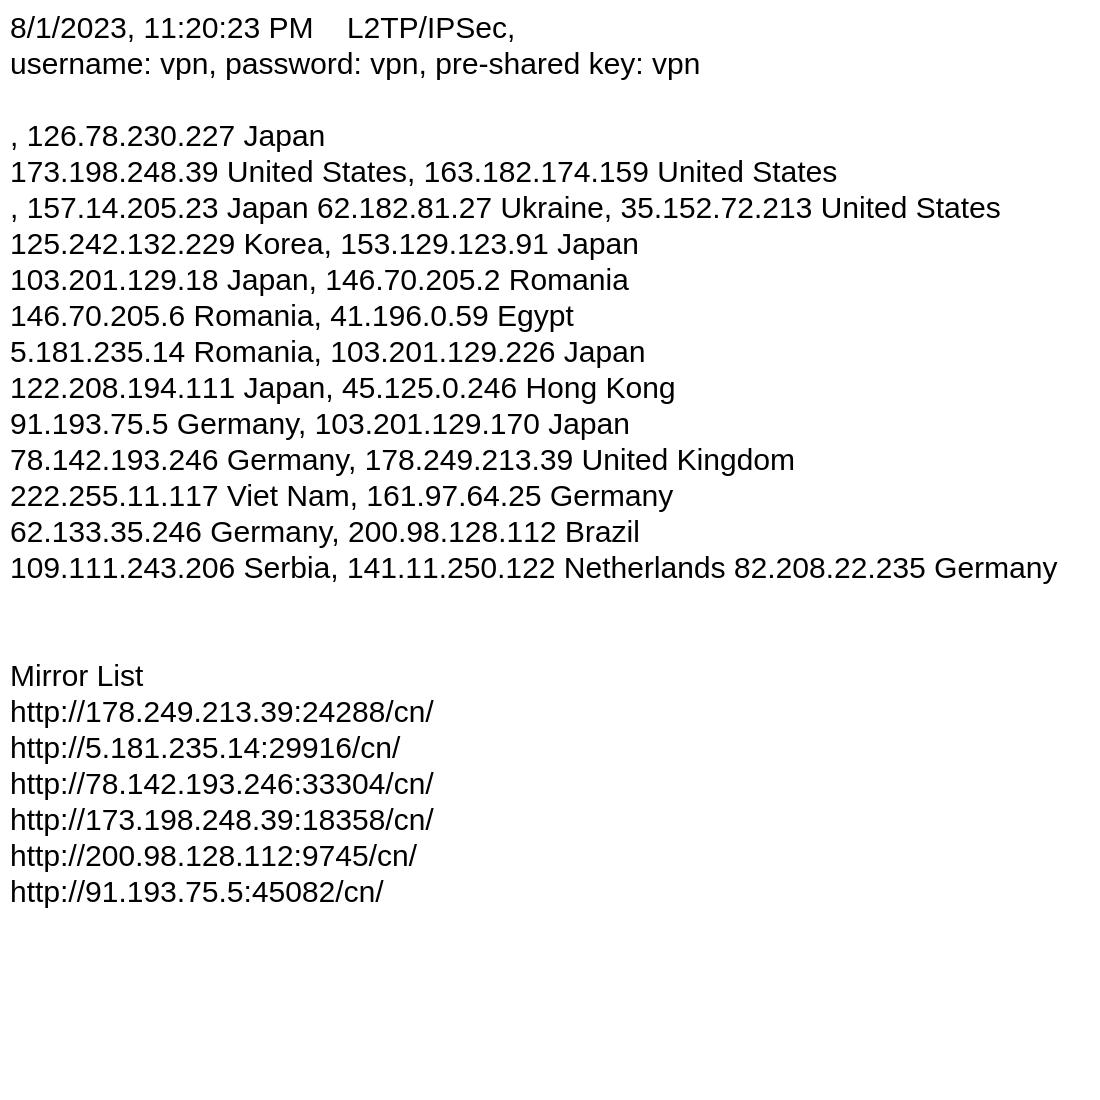 8/1/2023, 11:20:23 PM    L2TP/IPSec,
username: vpn, password: vpn, pre-shared key: vpn
, 126.78.230.227 Japan
173.198.248.39 United States, 163.182.174.159 United States
, 157.14.205.23 Japan 62.182.81.27 Ukraine, 35.152.72.213 United States
125.242.132.229 Korea, 153.129.123.91 Japan
103.201.129.18 Japan, 146.70.205.2 Romania
146.70.205.6 Romania, 41.196.0.59 Egypt
5.181.235.14 Romania, 103.201.129.226 Japan
122.208.194.111 Japan, 45.125.0.246 Hong Kong
91.193.75.5 Germany, 103.201.129.170 Japan
78.142.193.246 Germany, 178.249.213.39 United Kingdom
222.255.11.117 Viet Nam, 161.97.64.25 Germany
62.133.35.246 Germany, 200.98.128.112 Brazil
109.111.243.206 Serbia, 141.11.250.122 Netherlands 82.208.22.235 Germany
Mirror List
http://178.249.213.39:24288/cn/
http://5.181.235.14:29916/cn/
http://78.142.193.246:33304/cn/
http://173.198.248.39:18358/cn/
http://200.98.128.112:9745/cn/
http://91.193.75.5:45082/cn/